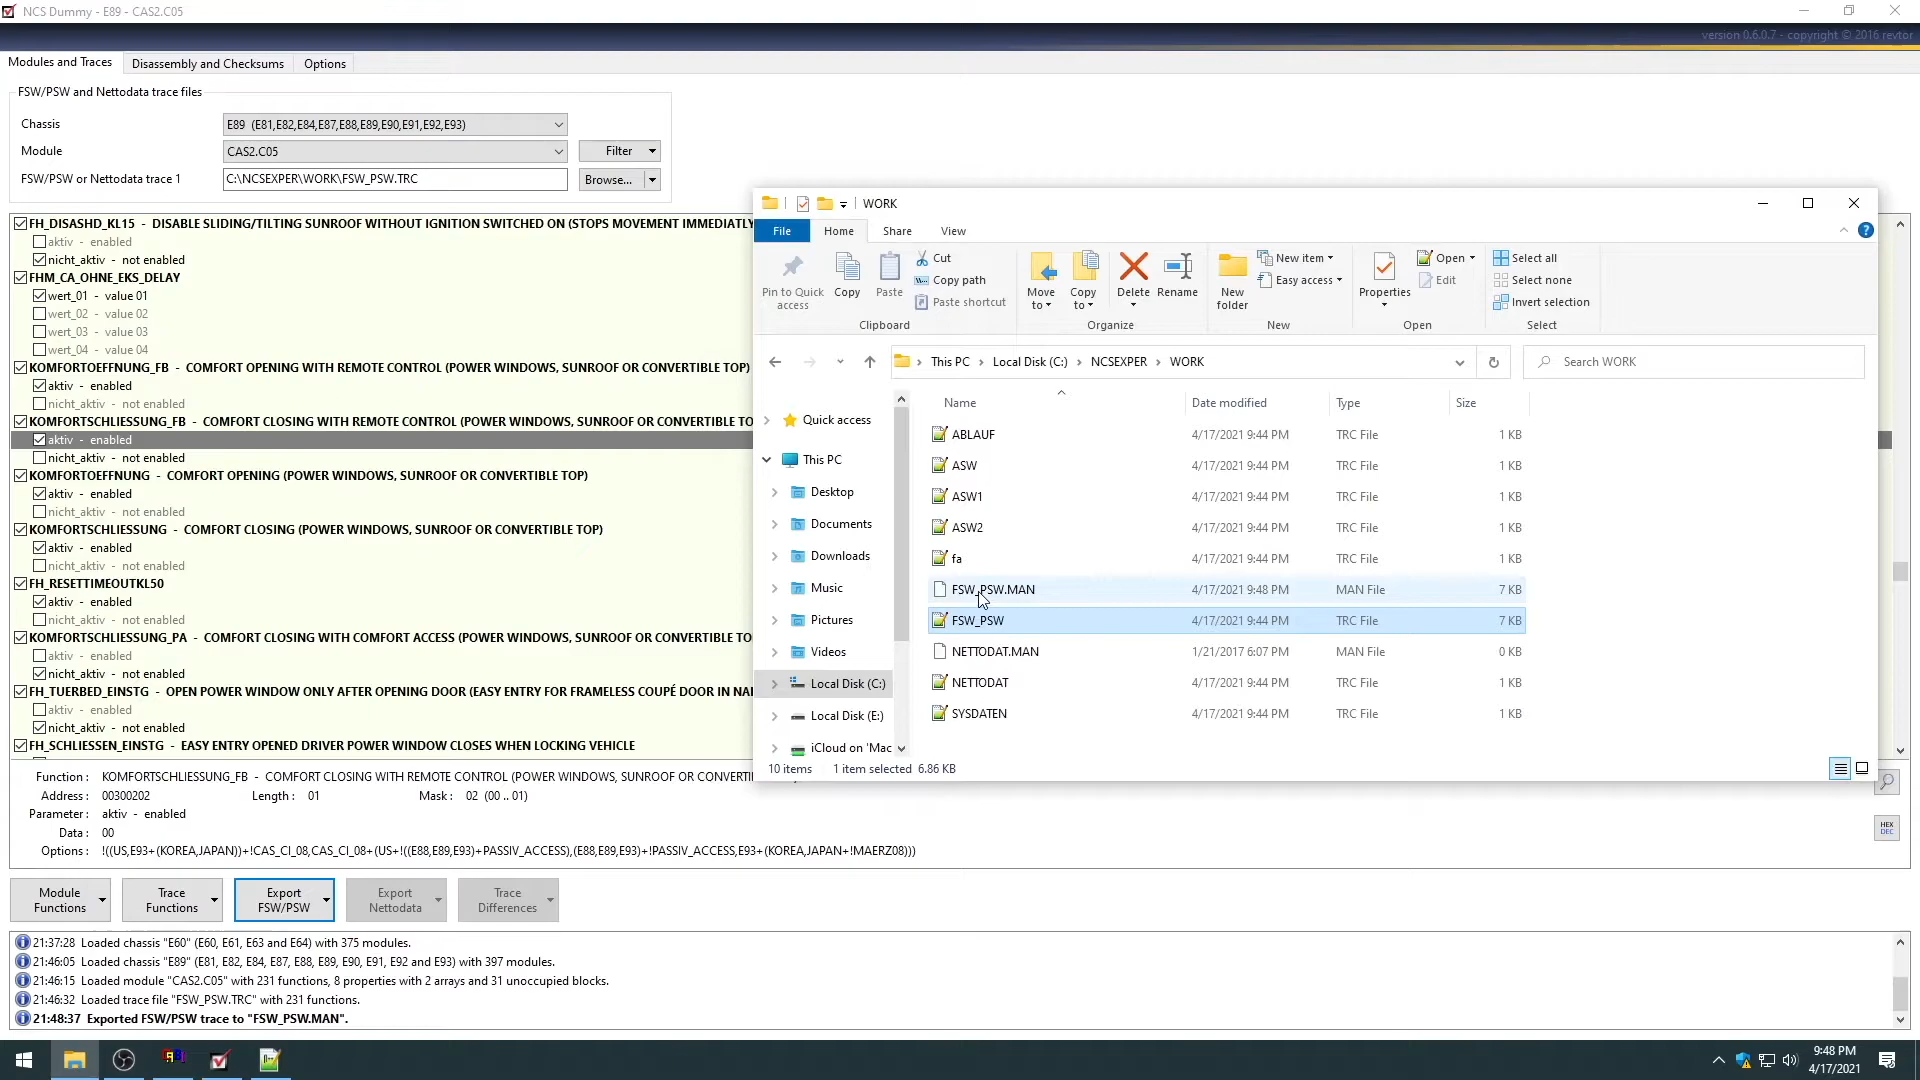 NCS Dummy - E89 - CAS2.C05
version 0.6.0.7 - copyright © 2016 revtor
Modules and Traces
Disassembly and Checksums
Options
FSW/PSW and Nettodata trace files
Chassis
E89 (E81,E82,E84,E87,E88,E89,E90,E91,E92,E93)
Module
CAS2.C05
Filter
FSW/PSW or Nettodata trace 1
C:\NCSEXPER\WORK\FSW_PSW.TRC
Browse...
FH_DISASHD_KL15 - DISABLE SLIDING/TILTING SUNROOF WITHOUT IGNITION SWITCHED ON (STOPS MOVEMENT IMMEDIATLY
aktiv - enabled
nicht_aktiv - not enabled
FHM_CA_OHNE_EKS_DELAY
wert_01 - value 01
wert_02 - value 02
wert_03 - value 03
wert_04 - value 04
KOMFORTOEFFNUNG_FB - COMFORT OPENING WITH REMOTE CONTROL (POWER WINDOWS, SUNROOF OR CONVERTIBLE TOP)
aktiv - enabled
nicht_aktiv - not enabled
KOMFORTSCHLIESSUNG_FB - COMFORT CLOSING WITH REMOTE CONTROL (POWER WINDOWS, SUNROOF OR CONVERTIBLE TO
aktiv - enabled
nicht_aktiv - not enabled
KOMFORTOEFFNUNG - COMFORT OPENING (POWER WINDOWS, SUNROOF OR CONVERTIBLE TOP)
aktiv - enabled
nicht_aktiv - not enabled
KOMFORTSCHLIESSUNG - COMFORT CLOSING (POWER WINDOWS, SUNROOF OR CONVERTIBLE TOP)
aktiv - enabled
nicht_aktiv - not enabled
FH_RESETTIMEOUTKL50
aktiv - enabled
nicht_aktiv - not enabled
KOMFORTSCHLIESSUNG_PA - COMFORT CLOSING WITH COMFORT ACCESS (POWER WINDOWS, SUNROOF OR CONVERTIBLE TO
aktiv - enabled
nicht_aktiv - not enabled
FH_TUERBED_EINSTG - OPEN POWER WINDOW ONLY AFTER OPENING DOOR (EASY ENTRY FOR FRAMELESS COUPÉ DOOR IN NAR
aktiv - enabled
nicht_aktiv - not enabled
FH_SCHLIESSEN_EINSTG - EASY ENTRY OPENED DRIVER POWER WINDOW CLOSES WHEN LOCKING VEHICLE
Function : KOMFORTSCHLIESSUNG_FB - COMFORT CLOSING WITH REMOTE CONTROL (POWER WINDOWS, SUNROOF OR CONVERTI
Address : 00300202 Length : 01 Mask : 02 (00 .. 01)
Parameter : aktiv - enabled
Data : 00
Options : !((US,E93+(KOREA,JAPAN))+!CAS_CI_08,CAS_CI_08+(US+!((E88,E89,E93)+PASSIV_ACCESS),(E88,E89,E93)+!PASSIV_ACCESS,E93+(KOREA,JAPAN+!MAERZ08)))
HEX
DEC
Module Functions
Trace Functions
Export FSW/PSW
Export Nettodata
Trace Differences
21:37:28 Loaded chassis "E60" (E60, E61, E63 and E64) with 375 modules.
21:46:05 Loaded chassis "E89" (E81, E82, E84, E87, E88, E89, E90, E91, E92 and E93) with 397 modules.
21:46:15 Loaded module "CAS2.C05" with 231 functions, 8 properties with 2 arrays and 31 unoccupied blocks.
21:46:32 Loaded trace file "FSW_PSW.TRC" with 231 functions.
21:48:37 Exported FSW/PSW trace to "FSW_PSW.MAN".
WORK
File
Home
Share
View
Pin to Quick access
Copy
Paste
Cut
Copy path
Paste shortcut
Clipboard
Move to
Copy to
Delete
Rename
Organize
New folder
New item
Easy access
New
Properties
Open
Edit
Open
Select all
Select none
Invert selection
Select
This PC
Local Disk (C:)
NCSEXPER
WORK
Search WORK
Quick access
This PC
Desktop
Documents
Downloads
Music
Pictures
Videos
Local Disk (C:)
Local Disk (E:)
iCloud on 'Mac
Name Date modified Type Size
ABLAUF 4/17/2021 9:44 PM TRC File 1 KB
ASW 4/17/2021 9:44 PM TRC File 1 KB
ASW1 4/17/2021 9:44 PM TRC File 1 KB
ASW2 4/17/2021 9:44 PM TRC File 1 KB
fa 4/17/2021 9:44 PM TRC File 1 KB
FSW_PSW.MAN 4/17/2021 9:48 PM MAN File 7 KB
FSW_PSW 4/17/2021 9:44 PM TRC File 7 KB
NETTODAT.MAN 1/21/2017 6:07 PM MAN File 0 KB
NETTODAT 4/17/2021 9:44 PM TRC File 1 KB
SYSDATEN 4/17/2021 9:44 PM TRC File 1 KB
10 items 1 item selected 6.86 KB
9:48 PM
4/17/2021